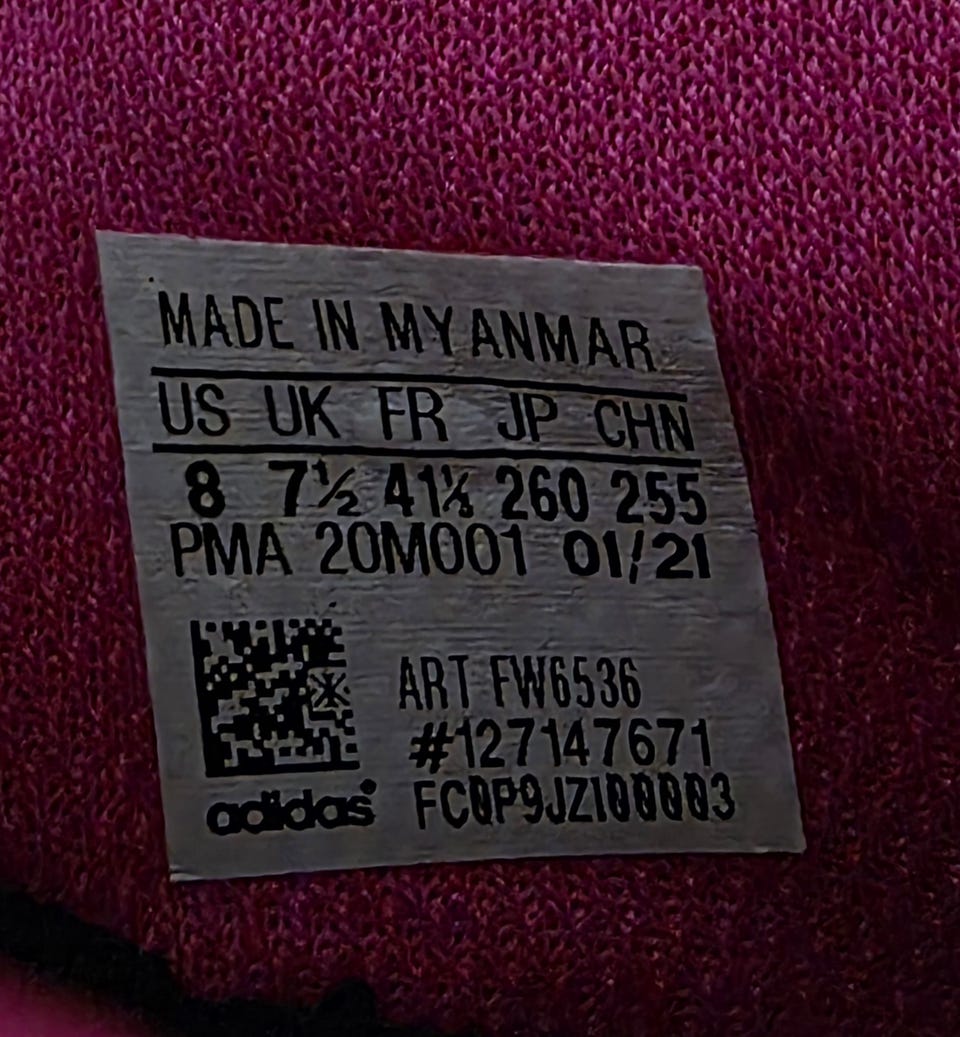 MADE IN MYANMAR
US UK FR JP CHN
8 7½ 41⅓ 260 255
PMA 20M001 01/21
ART FW6536
#127147671
FC0P9JZI00003
adidas®